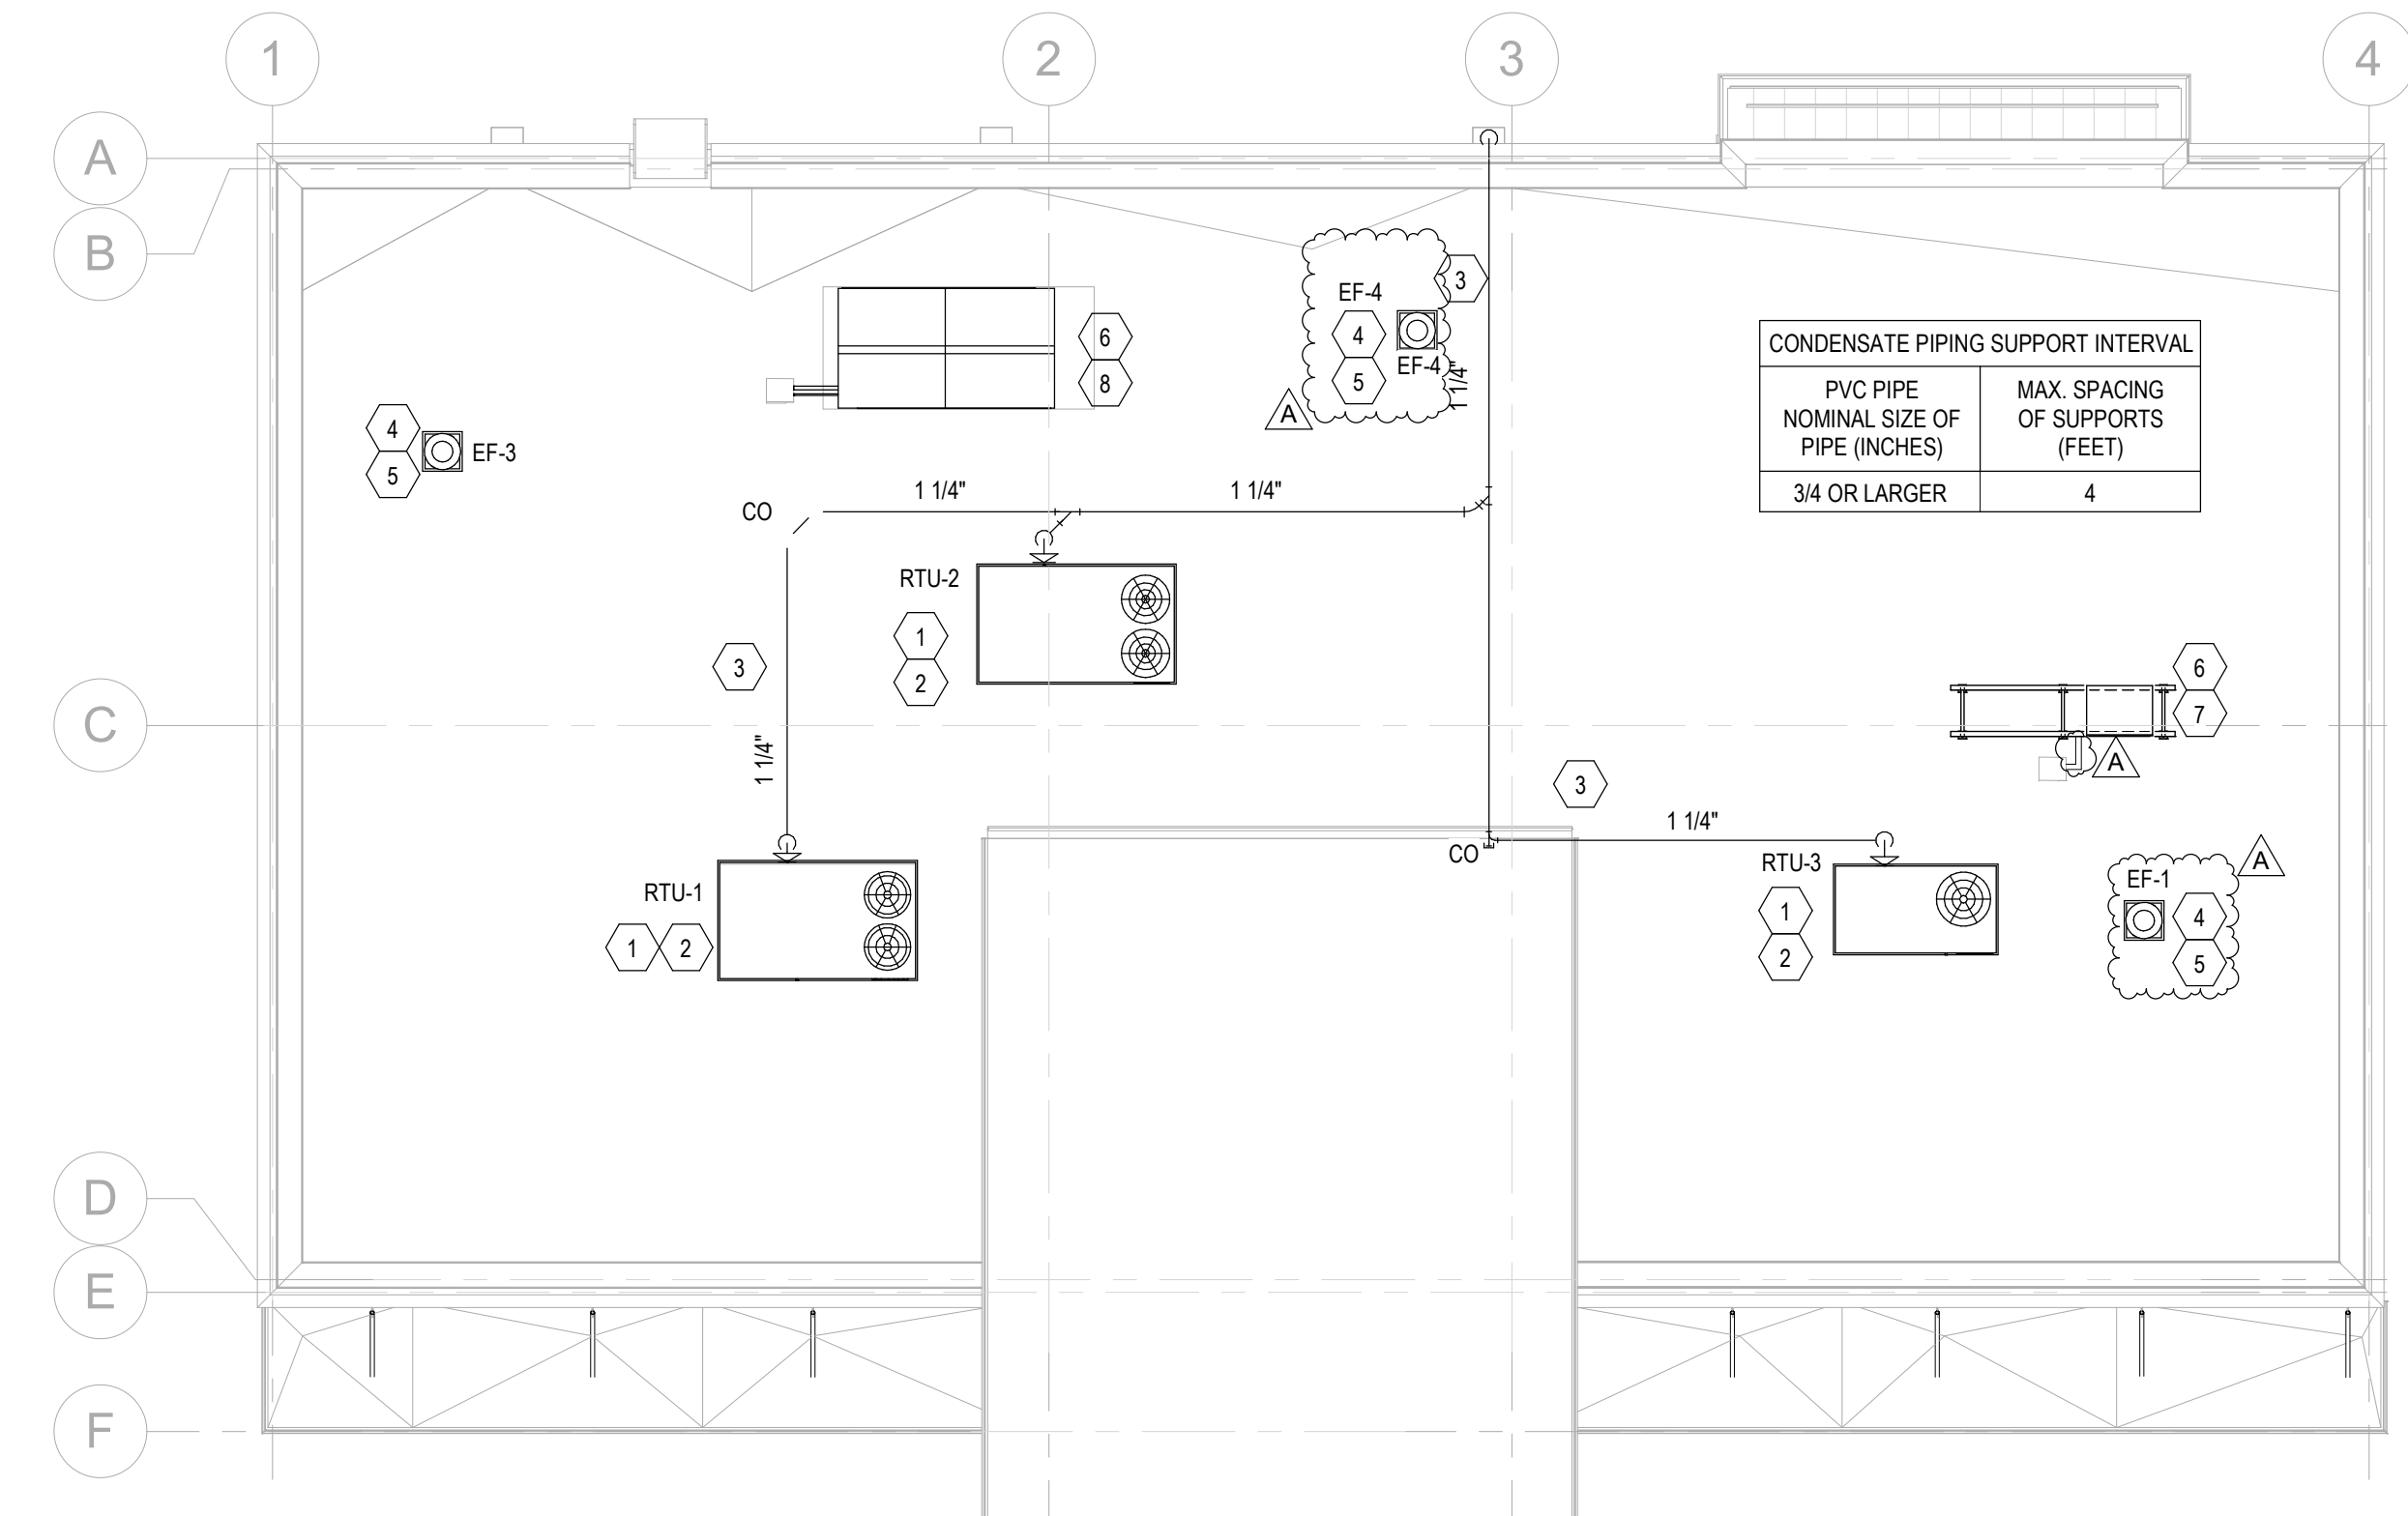 1
2
3
4
A
B
3
EF-4
4
EF-4
5
1 1/4"
A
6
8
CONDENSATE PIPING SUPPORT INTERVAL
PVC PIPE
NOMINAL SIZE OF
PIPE (INCHES)
MAX. SPACING
OF SUPPORTS
(FEET)
3/4 OR LARGER
4
4
5
EF-3
CO
1 1/4"
1 1/4"
RTU-2
1
2
3
1 1/4"
6
7
A
C
3
1 1/4"
CO
RTU-1
1
2
RTU-3
1
2
EF-1
4
5
A
D
E
F